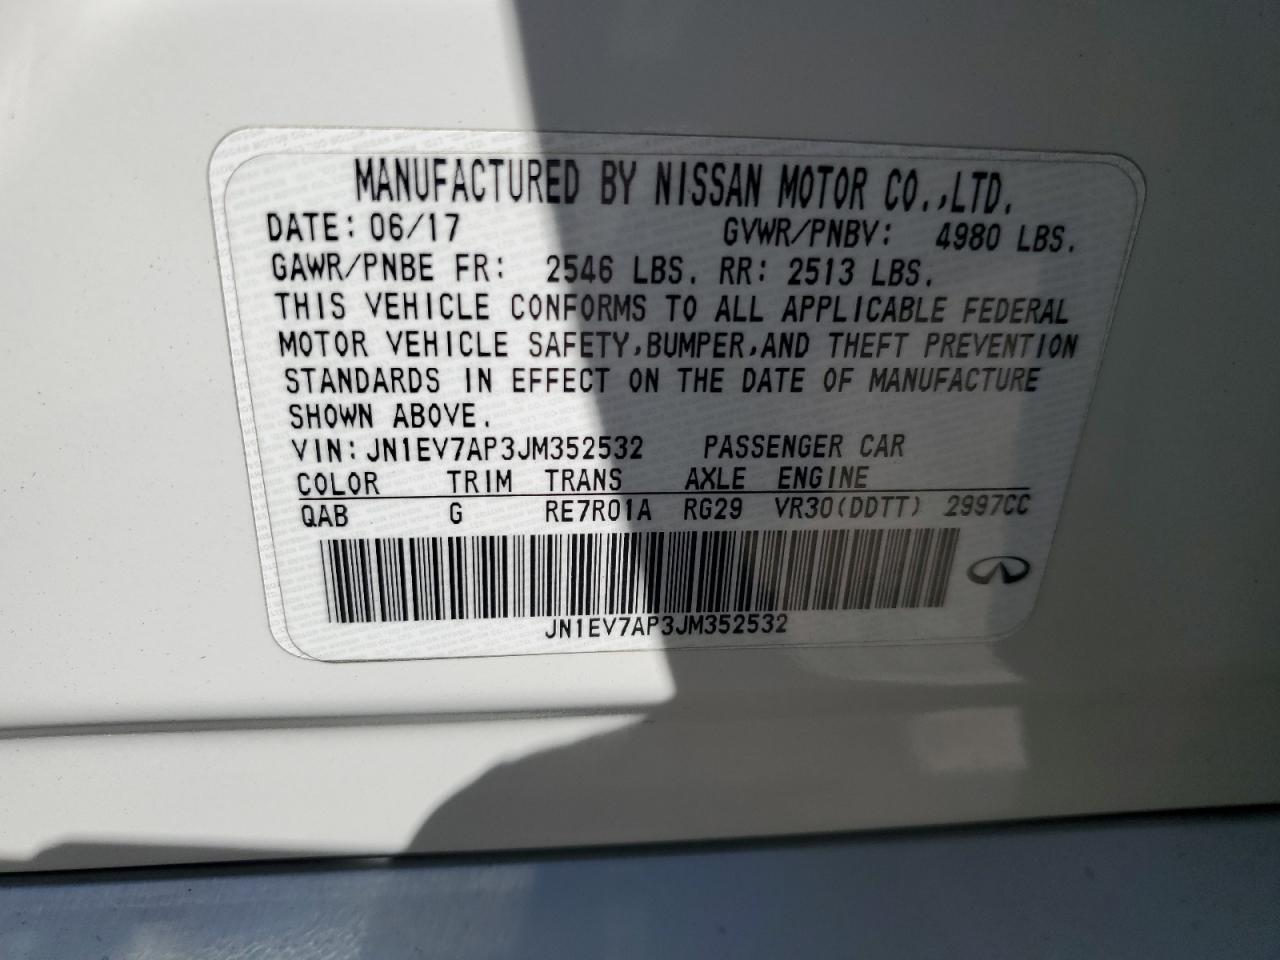 MANUFACTURED BY NISSAN MOTOR CO.,LTD.
DATE: 06/17 GVWR/PNBV: 4980 LBS.
GAWR/PNBE FR: 2546 LBS. RR: 2513 LBS.
THIS VEHICLE CONFORMS TO ALL APPLICABLE FEDERAL
MOTOR VEHICLE SAFETY,BUMPER,AND THEFT PREVENTION
STANDARDS IN EFFECT ON THE DATE OF MANUFACTURE
SHOWN ABOVE.
VIN: JN1EV7AP3JM352532 PASSENGER CAR
COLOR TRIM TRANS AXLE ENGINE
QAB G RE7R01A RG29 VR30(DDTT) 2997CC
JN1EV7AP3JM352532